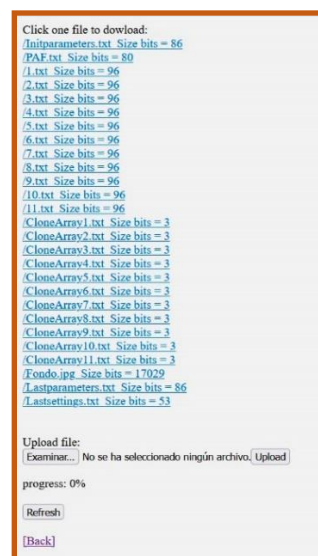 Click one file to dowload:
/Initparameters.txt Size bits = 86
/PAF.txt Size bits = 80
/1.txt Size bits = 96
/2.txt Size bits = 96
/3.txt Size bits = 96
/4.txt Size bits = 96
/5.txt Size bits = 96
/6.txt Size bits = 96
/7.txt Size bits = 96
/8.txt Size bits = 96
/9.txt Size bits = 96
/10.txt Size bits = 96
/11.txt Size bits = 96
/CloneArray1.txt Size bits = 3
/CloneArray2.txt Size bits = 3
/CloneArray3.txt Size bits = 3
/CloneArray4.txt Size bits = 3
/CloneArray5.txt Size bits = 3
/CloneArray6.txt Size bits = 3
/CloneArray7.txt Size bits = 3
/CloneArray8.txt Size bits = 3
/CloneArray9.txt Size bits = 3
/CloneArray10.txt Size bits = 3
/CloneArray11.txt Size bits = 3
/Fondo.jpg Size bits = 17029
/Lastparameters.txt Size bits = 86
/Lastsettings.txt Size bits = 53
Upload file:
Examinar... No se ha seleccionado ningún archivo. Upload
progress: 0%
Refresh
[Back]